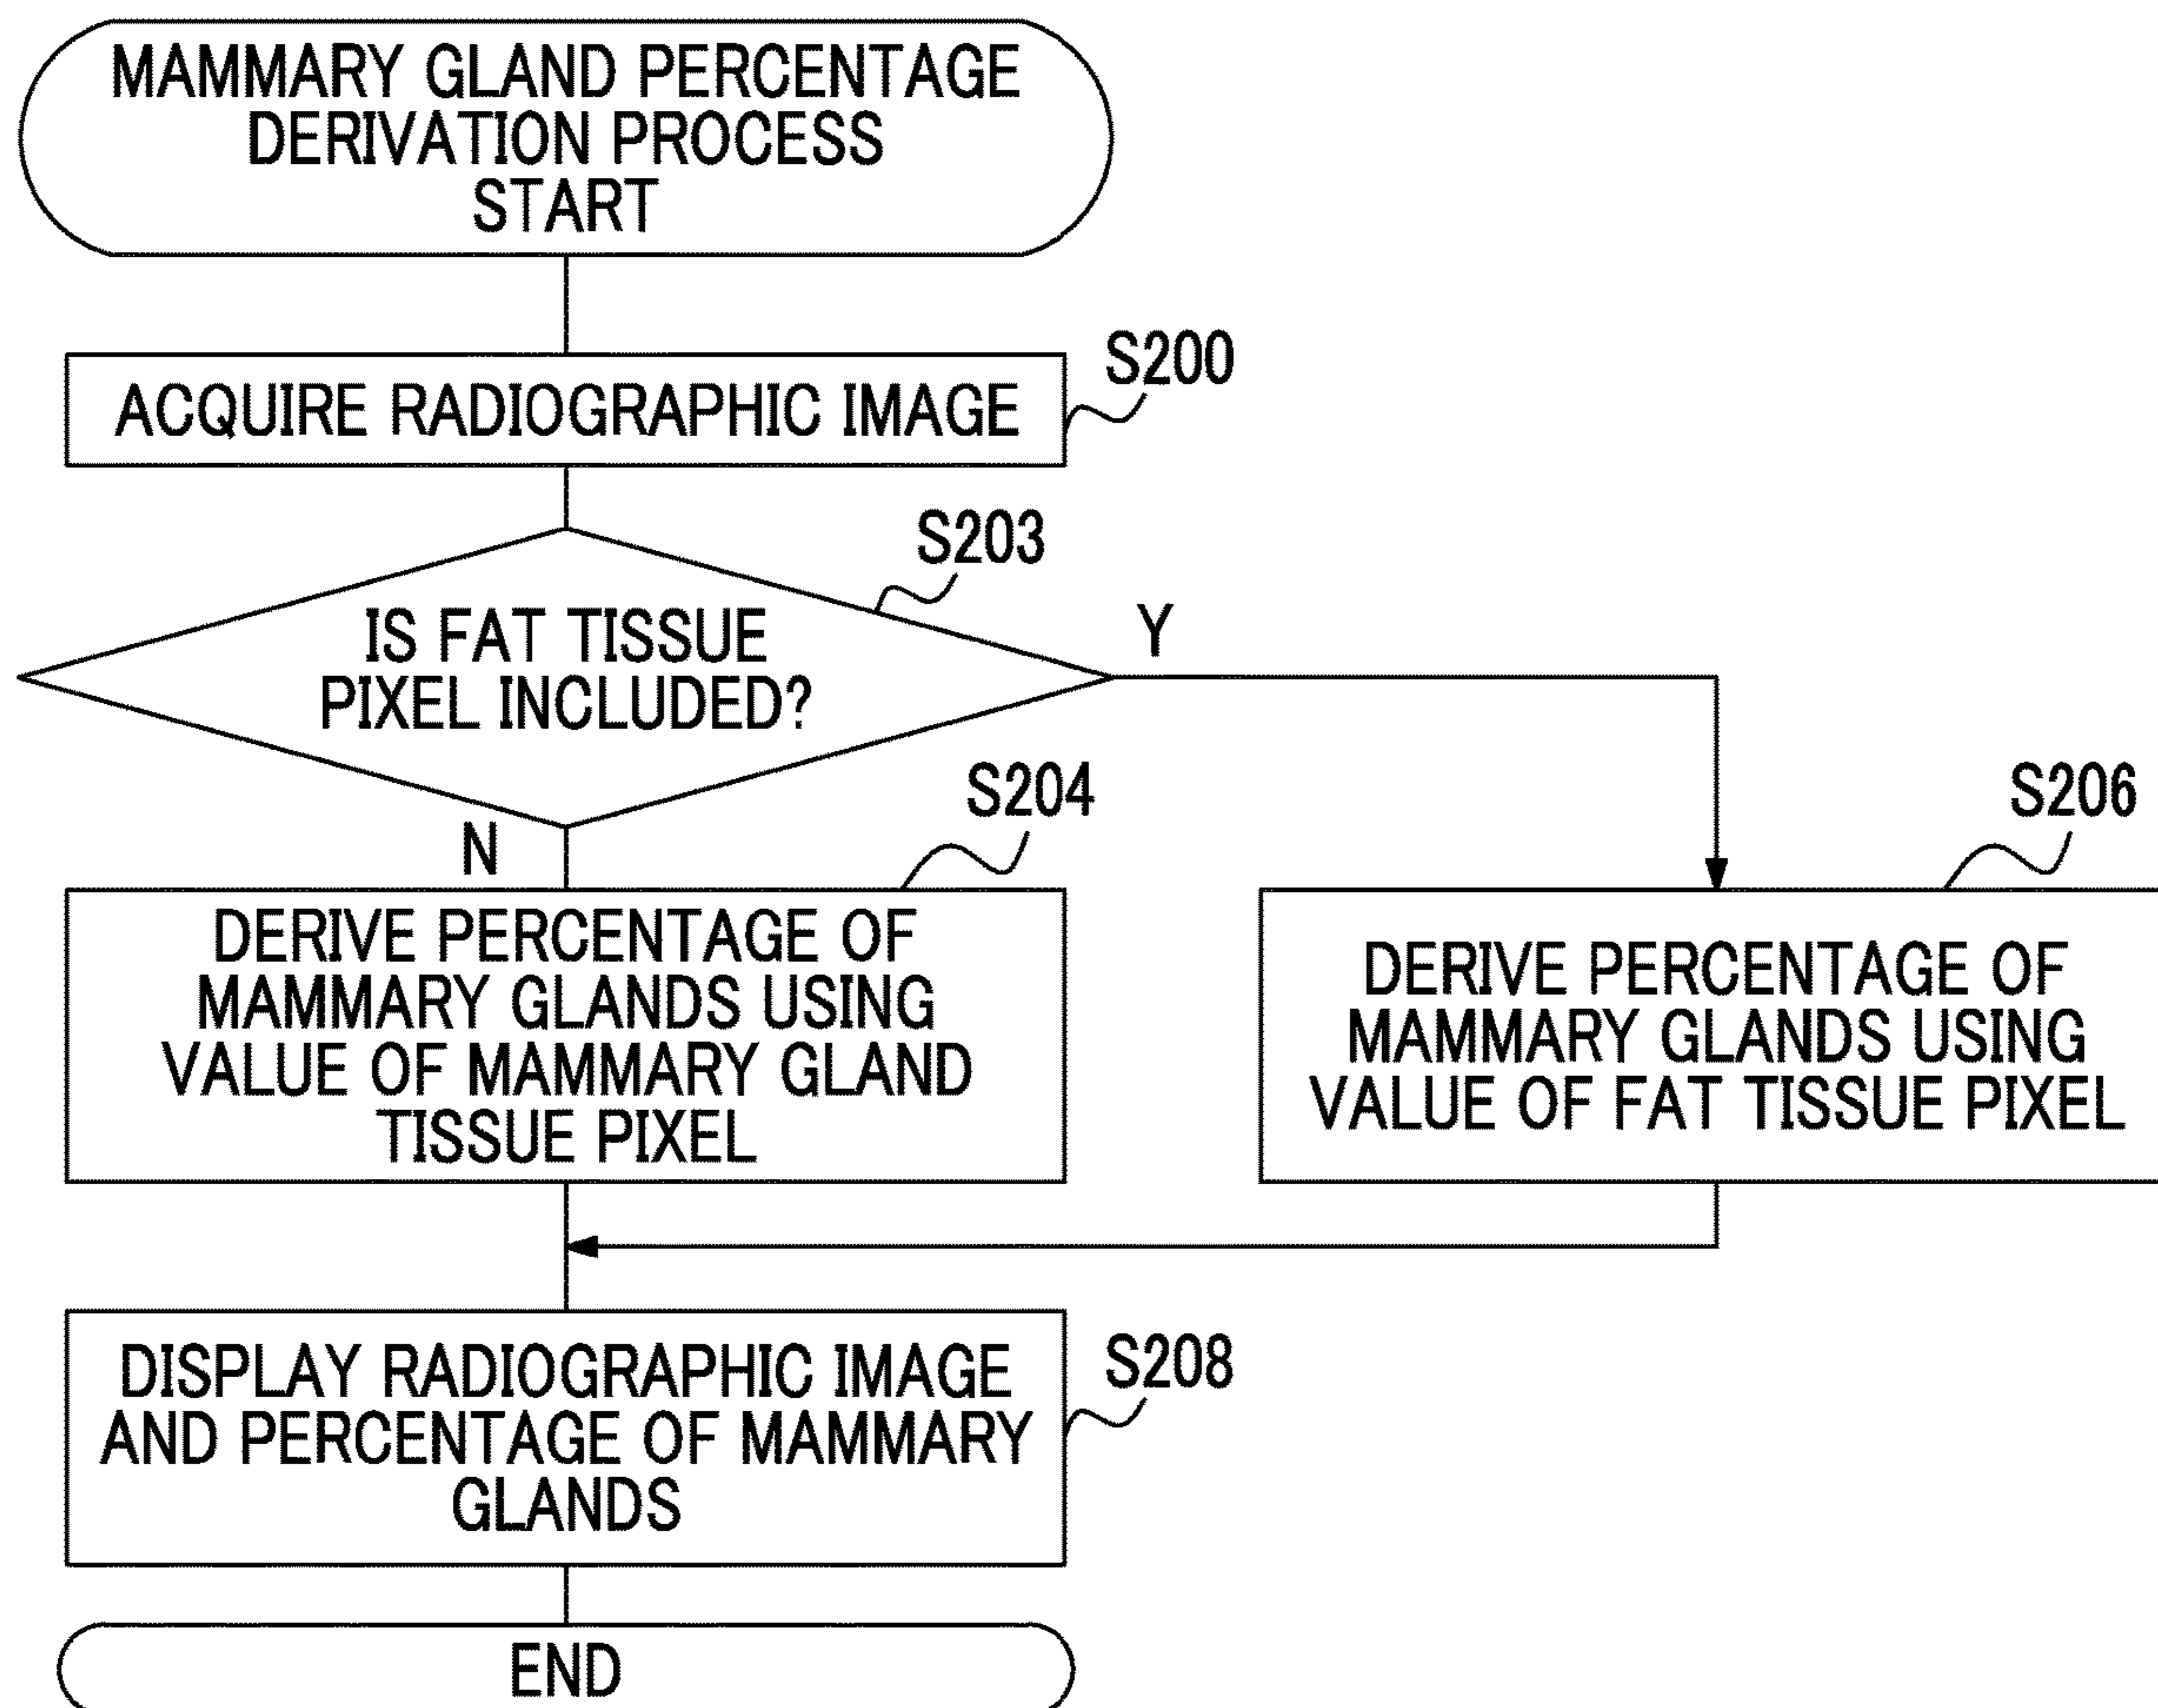 MAMMARY GLAND PERCENTAGE
DERIVATION PROCESS
START
S200
ACQUIRE RADIOGRAPHIC IMAGE
S203
IS FAT TISSUE
PIXEL INCLUDED?
Y
N
S204
DERIVE PERCENTAGE OF
MAMMARY GLANDS USING
VALUE OF MAMMARY GLAND
TISSUE PIXEL
S206
DERIVE PERCENTAGE OF
MAMMARY GLANDS USING
VALUE OF FAT TISSUE PIXEL
S208
DISPLAY RADIOGRAPHIC IMAGE
AND PERCENTAGE OF MAMMARY
GLANDS
END